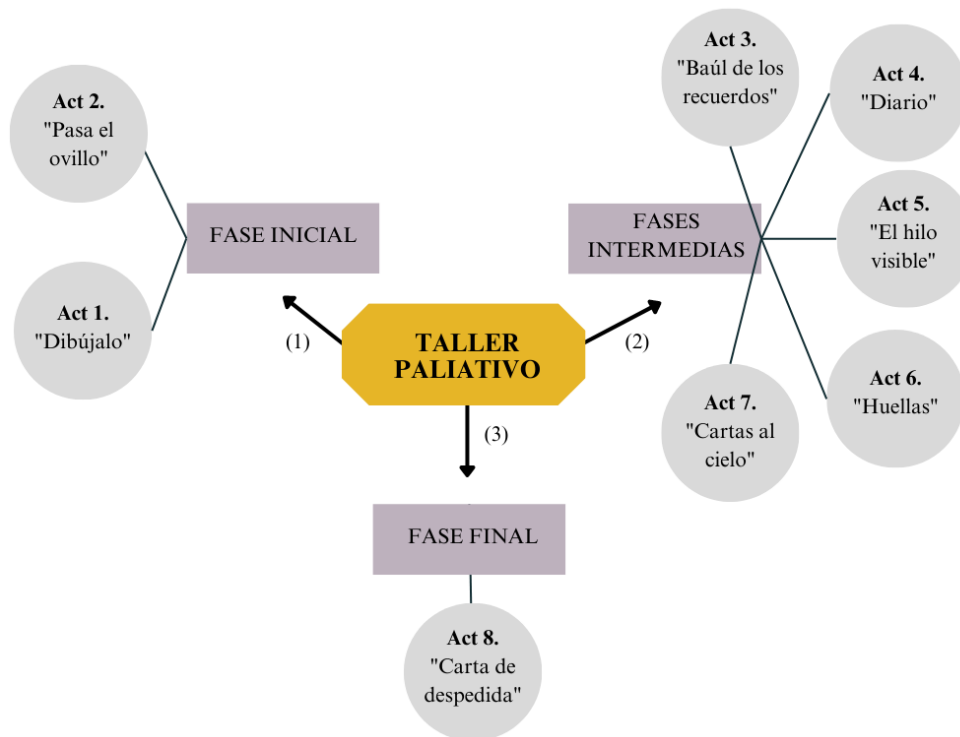 TALLER
PALIATIVO
(1)
FASE INICIAL
Act 1.
"Dibújalo"
Act 2.
"Pasa el
ovillo"
(2)
FASES
INTERMEDIAS
Act 3.
"Baúl de los
recuerdos"
Act 4.
"Diario"
Act 5.
"El hilo
visible"
Act 6.
"Huellas"
Act 7.
"Cartas al
cielo"
(3)
FASE FINAL
Act 8.
"Carta de
despedida"